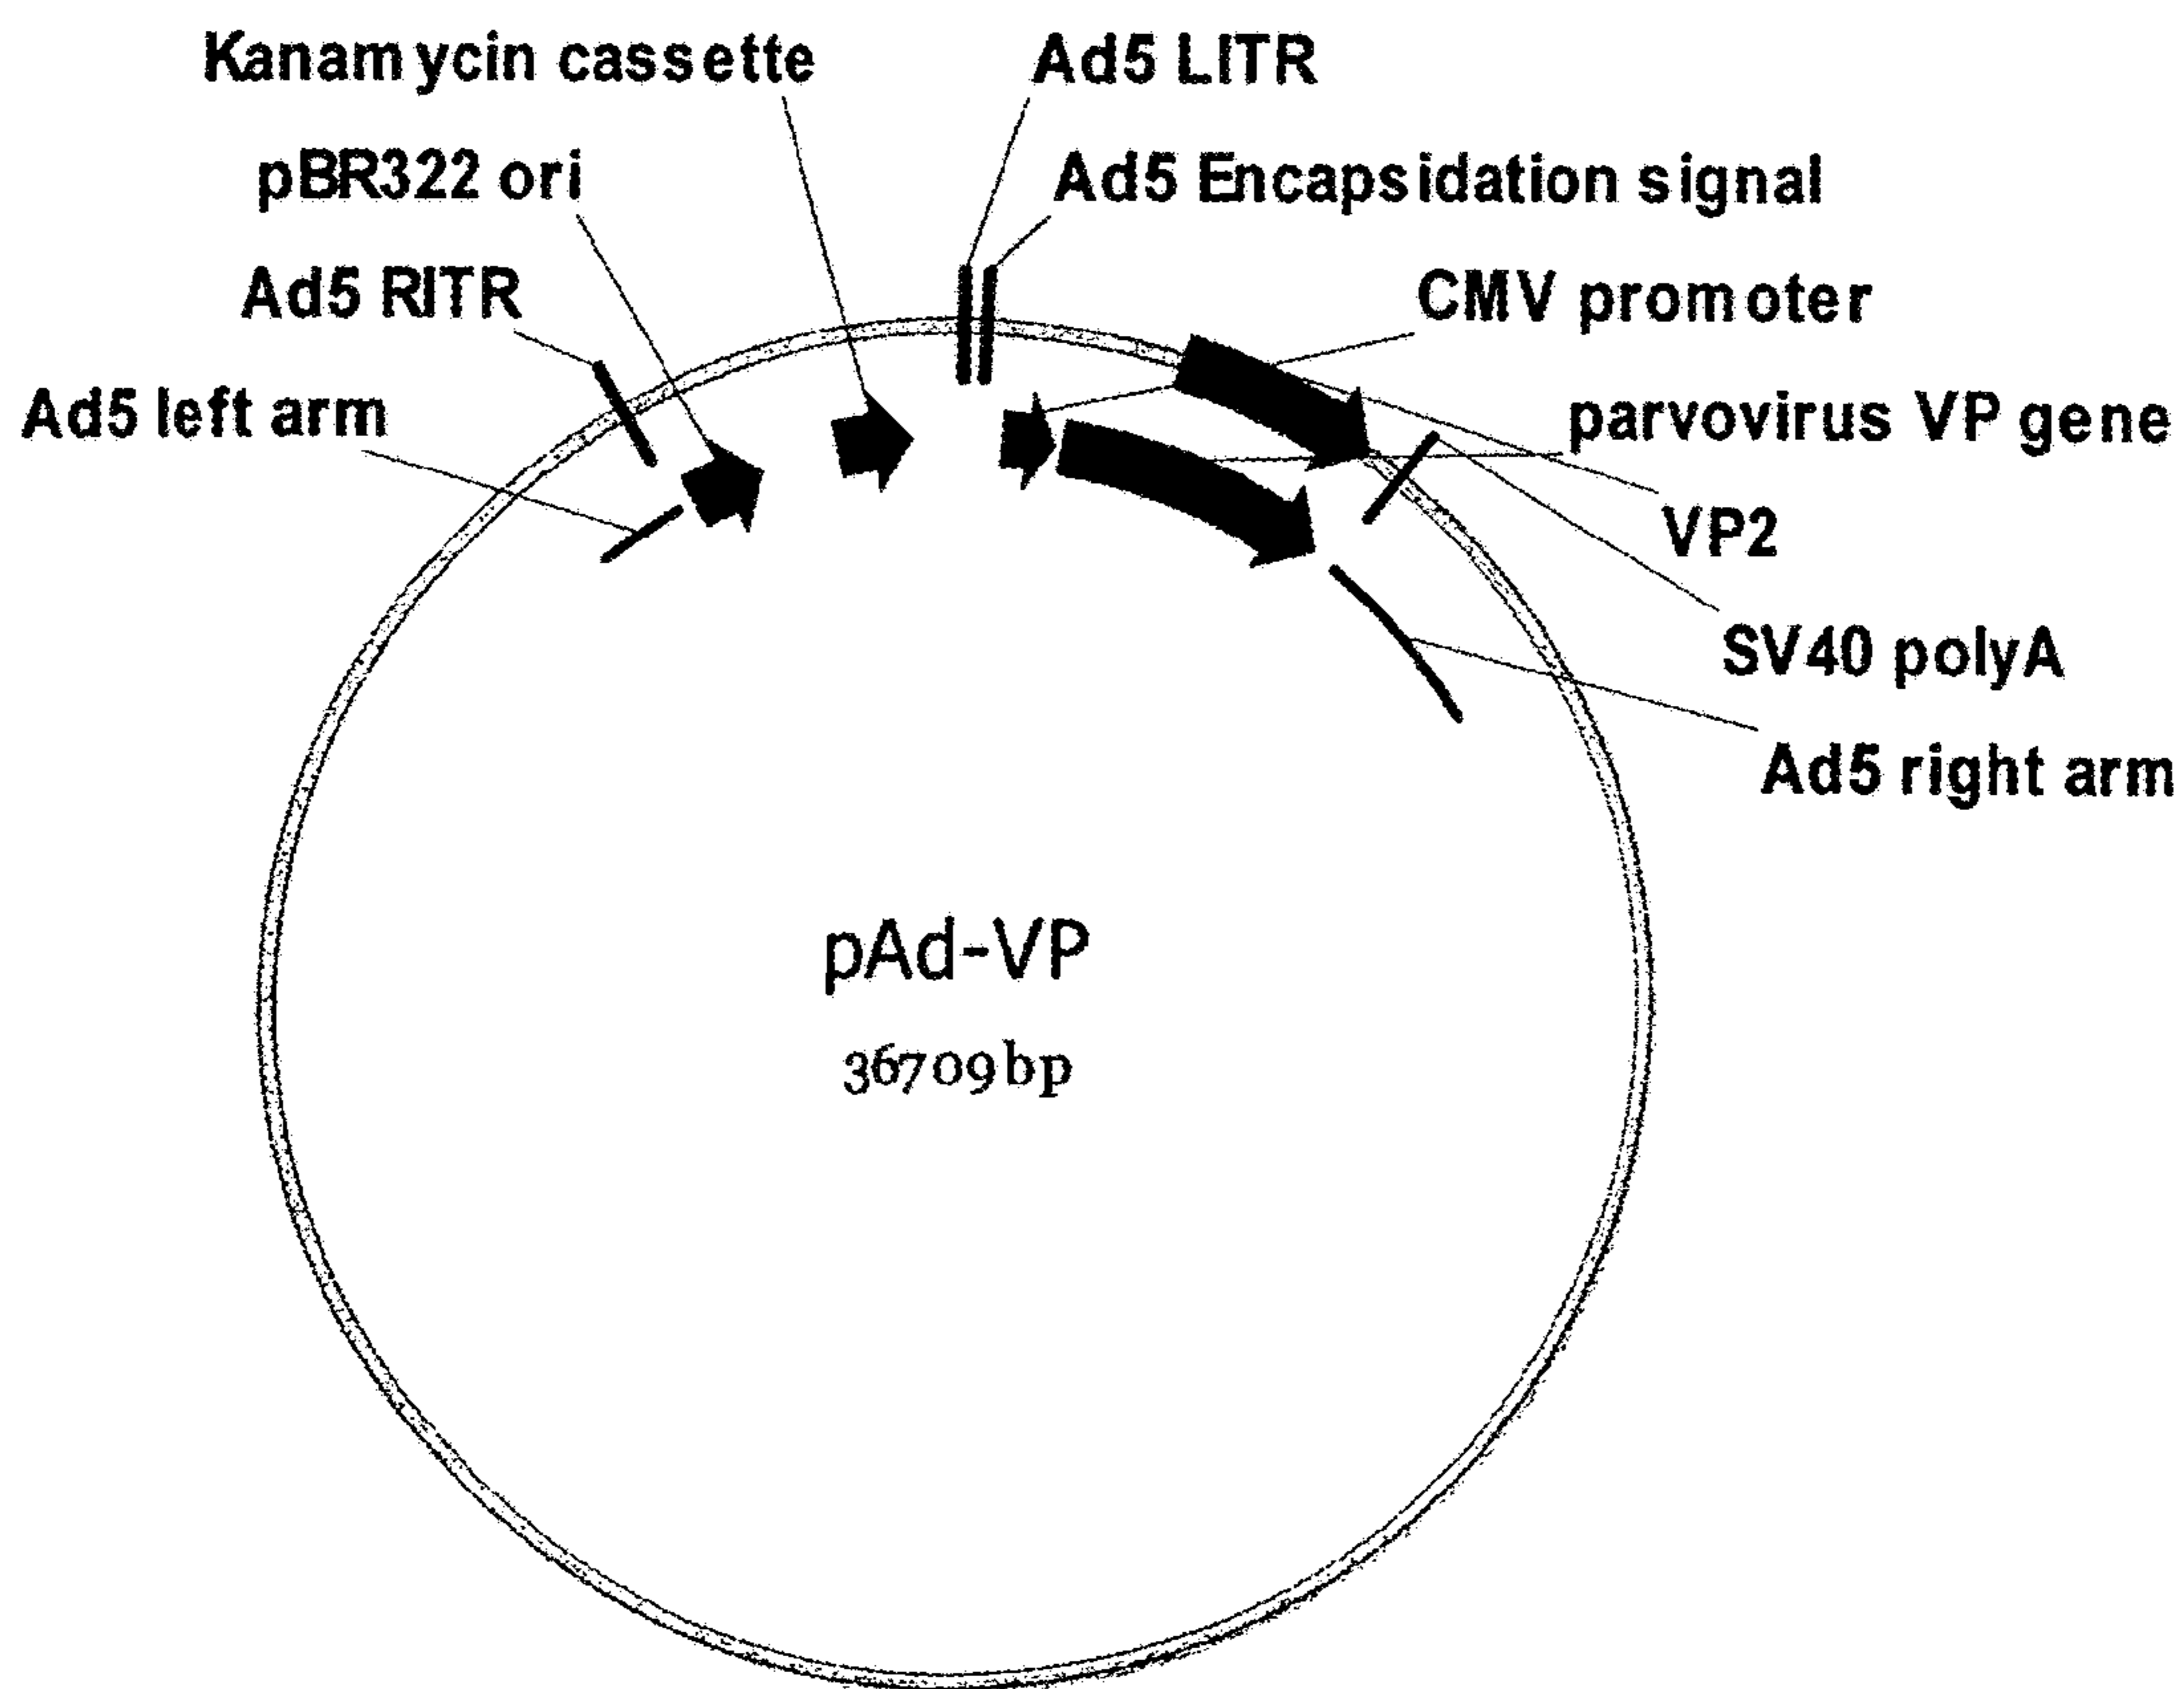 Kanamycin cassette
Ad5 LITR
pBR322 ori
Ad5 Encapsidation signal
Ad5 RITR
CMV promoter
Ad5 left arm
parvovirus VP gene
VP2
SV40 polyA
Ad5 right arm
pAd-VP
36709bp